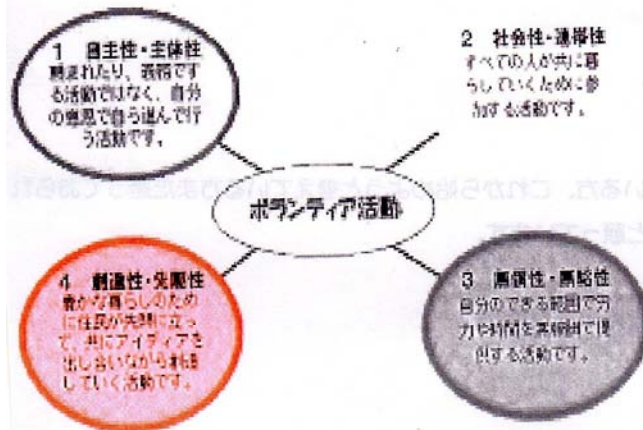 1 自主性・主体性
頼まれたり、義務です
る活動ではなく、自分
の意思で自ら進んで行
う活動です。
2 社会性・連帯性
すべての人が共に暮
らしていくために参
加する活動です。
ボランティア活動
4 創造性・先駆性
豊かな暮らしのため
に住民が先頭に立っ
て、共にアイディアを
出し合いながら創造
していく活動です。
3 無償性・無給性
自分のできる範囲で労
力や時間を無報酬で提
供する活動です。